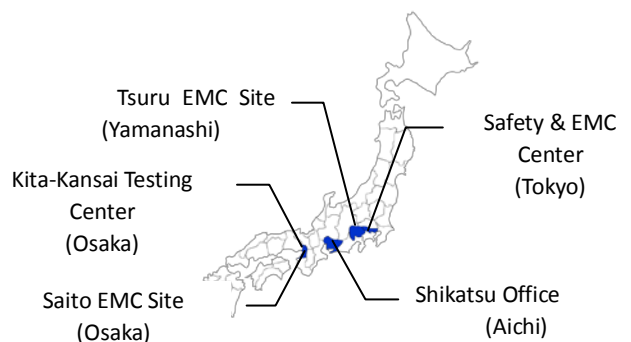 Tsuru EMC Site
(Yamanashi)
Safety & EMC
Center
(Tokyo)
Kita-Kansai Testing
Center
(Osaka)
Saito EMC Site
(Osaka)
Shikatsu Office
(Aichi)